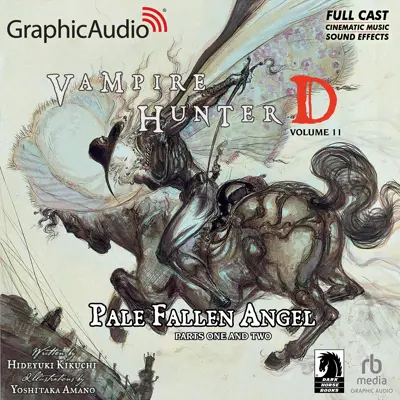 GRAPHICAUDIO
FULL CAST
CINEMATIC MUSIC
SOUND EFFECTS
VAMPIRE
HUNTER D
VOLUME 11
PALE FALLEN ANGEL
PARTS ONE AND TWO
Written by
HIDEYUKI KIKUCHI
Illustrations by
YOSHITAKA AMANO
DARK
HORSE
BOOKS
rb
media
GRAPHIC AUDIO